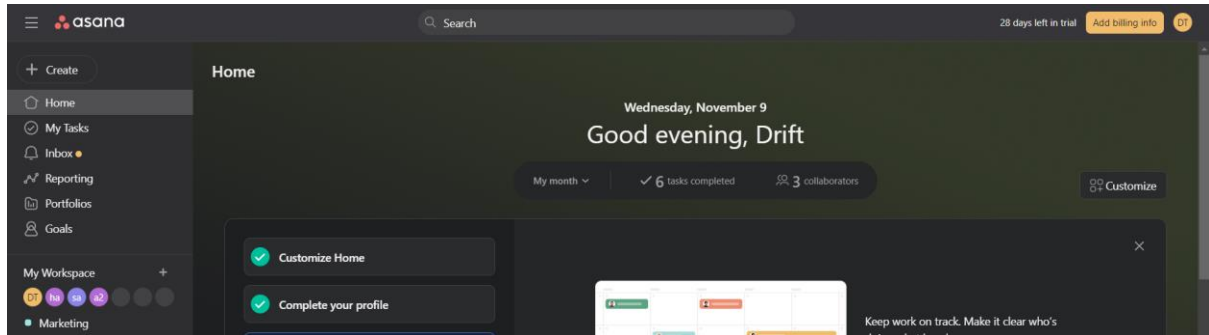 asana
Search
28 days left in trial
Add billing info
DT
Create
Home
My Tasks
Inbox
Reporting
Portfolios
Goals
My Workspace
DT ha sa a2
Marketing
Home
Wednesday, November 9
Good evening, Drift
My month
6 tasks completed
3 collaborators
Customize
Customize Home
Complete your profile
Keep work on track. Make it clear who's